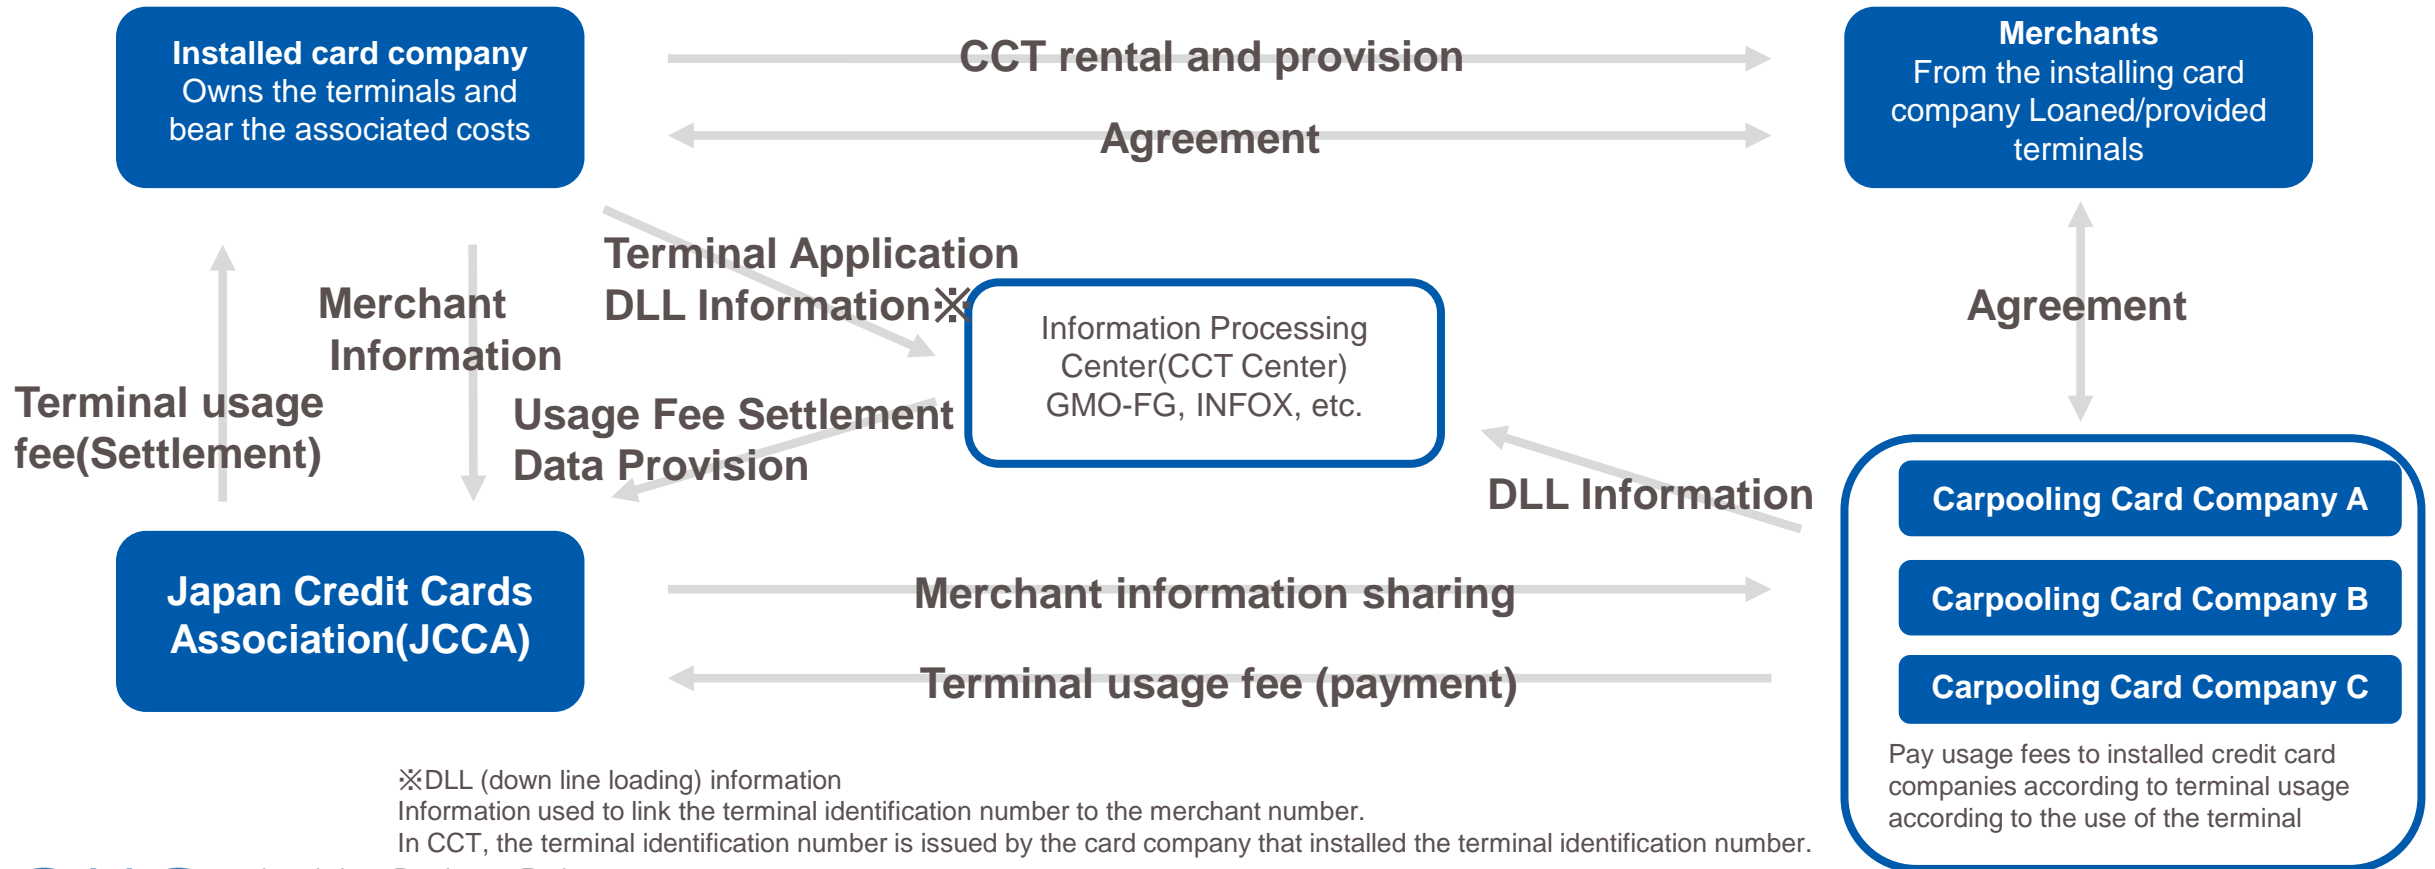 Installed card company
Owns the terminals and
bear the associated costs
CCT rental and provision
Agreement
Merchants
From the installing card
company Loaned/provided
terminals
Terminal Application
DLL Information※
Merchant
Information
Terminal usage
fee(Settlement)
Usage Fee Settlement
Data Provision
Information Processing
Center(CCT Center)
GMO-FG, INFOX, etc.
Agreement
DLL Information
Japan Credit Cards
Association(JCCA)
Merchant information sharing
Terminal usage fee (payment)
Carpooling Card Company A
Carpooling Card Company B
Carpooling Card Company C
Pay usage fees to installed credit card
companies according to terminal usage
according to the use of the terminal
※DLL (down line loading) information
Information used to link the terminal identification number to the merchant number.
In CCT, the terminal identification number is issued by the card company that installed the terminal identification number.